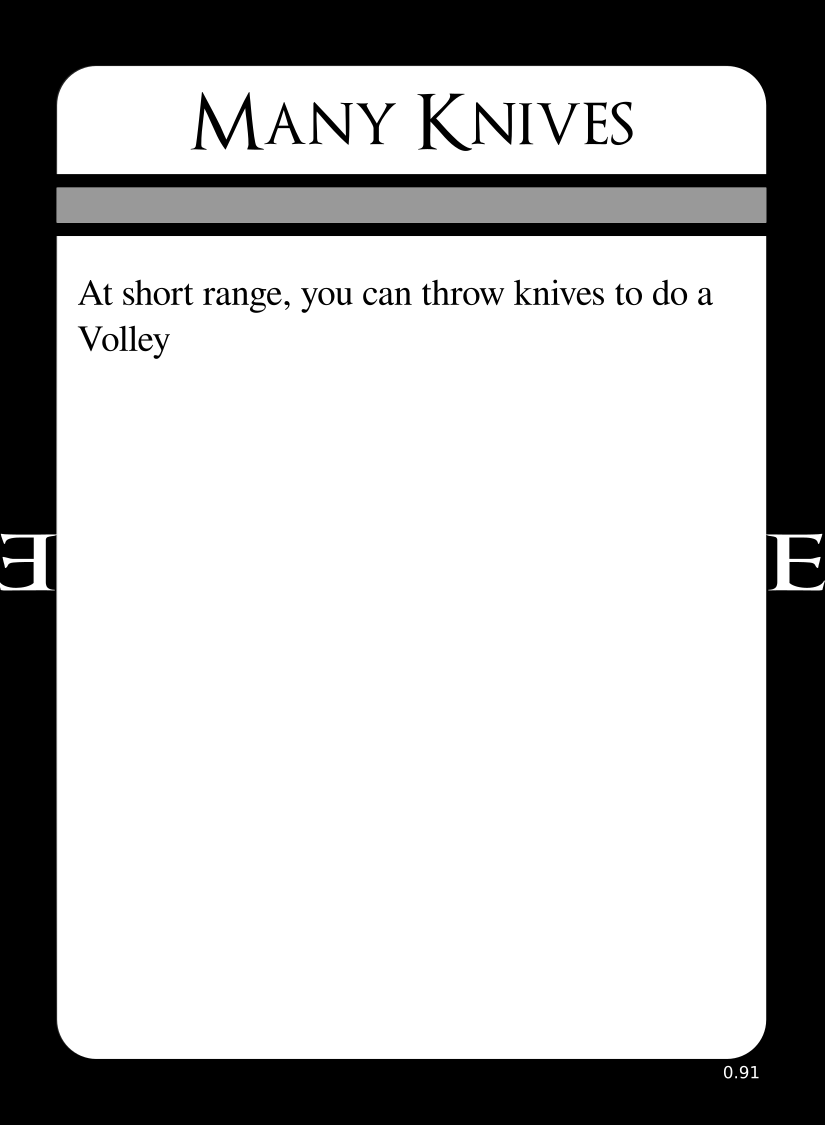 Many Knives
At short range, you can throw knives to do a
Volley
E
E
0.91